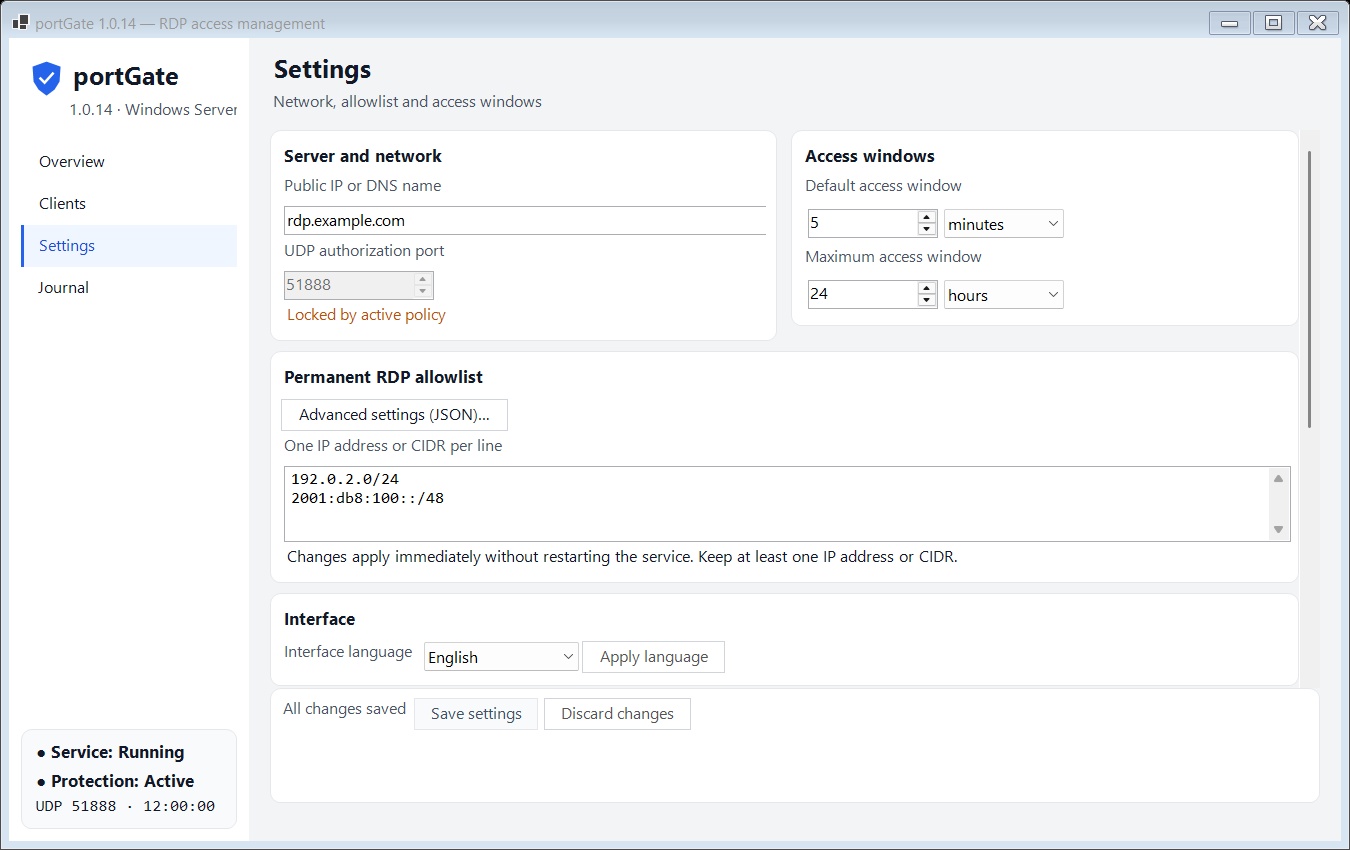 portGate 1.0.14 — RDP access management
portGate
1.0.14 · Windows Server
Overview
Clients
Settings
Journal
● Service: Running
● Protection: Active
UDP 51888 · 12:00:00
Settings
Network, allowlist and access windows
Server and network
Public IP or DNS name
rdp.example.com
UDP authorization port
51888
Locked by active policy
Access windows
Default access window
5 minutes
Maximum access window
24 hours
Permanent RDP allowlist
Advanced settings (JSON)...
One IP address or CIDR per line
192.0.2.0/24
2001:db8:100::/48
Changes apply immediately without restarting the service. Keep at least one IP address or CIDR.
Interface
Interface language English Apply language
All changes saved Save settings Discard changes